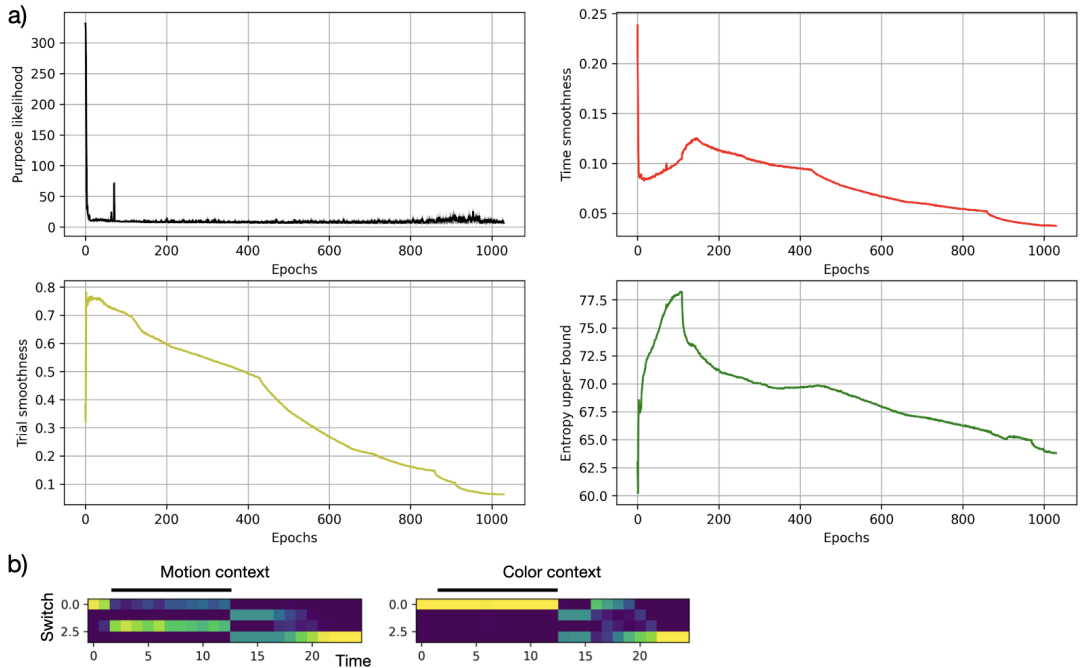 a)
Purpose likelihood
300
250
200
150
100
50
0
0 200 400 600 800 1000
Epochs
Time smoothness
0.25
0.20
0.15
0.10
0.05
0 200 400 600 800 1000
Epochs
Trial smoothness
0.8
0.7
0.6
0.5
0.4
0.3
0.2
0.1
0 200 400 600 800 1000
Epochs
Entropy upper bound
77.5
75.0
72.5
70.0
67.5
65.0
62.5
60.0
0 200 400 600 800 1000
Epochs
b)
Motion context
Switch
0.0
2.5
0 5 10 15 20
Time
Color context
0.0
2.5
0 5 10 15 20